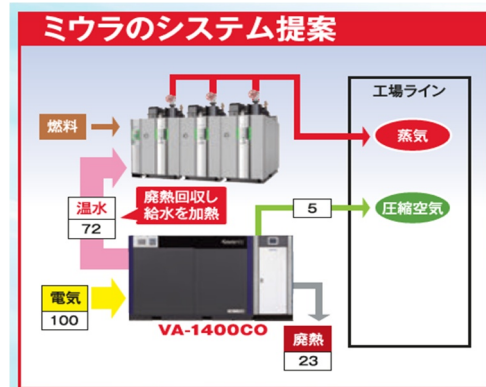 ミウラのシステム提案
工場ライン
燃料
蒸気
廃熱回収し
給水を加熱
温水
72
5
圧縮空気
電気
100
VA-1400CO
廃熱
23